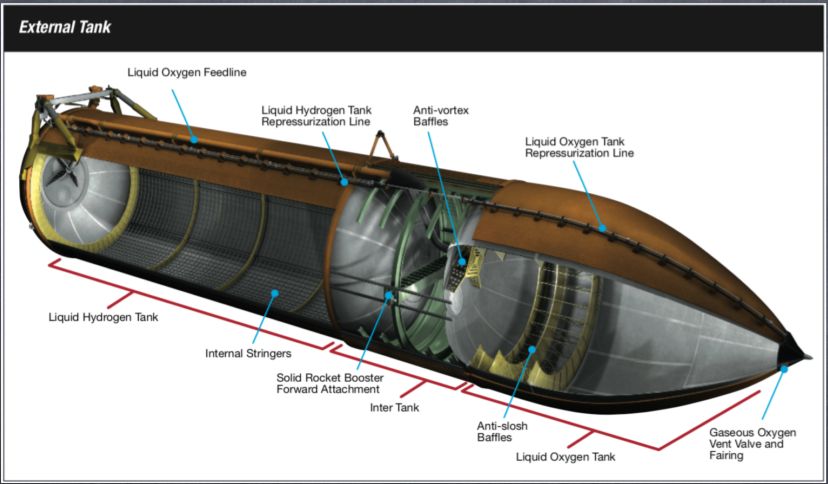 External Tank
Liquid Oxygen Feedline
Liquid Hydrogen Tank
Repressurization Line
Anti-vortex
Baffles
Liquid Oxygen Tank
Repressurization Line
Liquid Hydrogen Tank
Internal Stringers
Solid Rocket Booster
Forward Attachment
Inter Tank
Anti-slosh
Baffles
Liquid Oxygen Tank
Gaseous Oxygen
Vent Valve and
Fairing